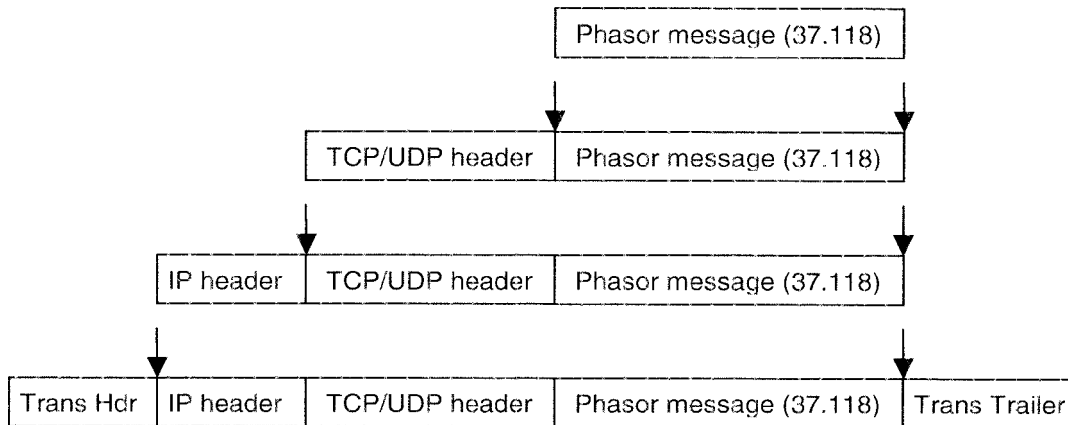 Phasor message (37.118)
TCP/UDP header Phasor message (37.118)
IP header TCP/UDP header Phasor message (37.118)
Trans Hdr IP header TCP/UDP header Phasor message (37.118) Trans Trailer